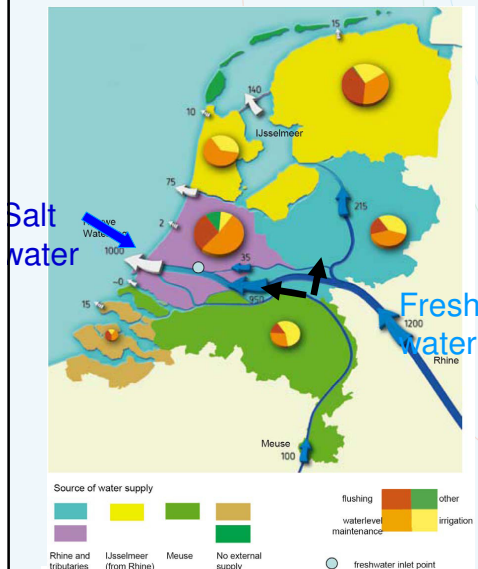 15
140
10
IJsselmeer
75
215
Salt
water
2
1000
35
~0
950
15
Fresh
water
1200
Rhine
Meuse
100
Source of water supply
flushing
other
waterlevel
maintenance
irrigation
Rhine and
tributaries
IJsselmeer
(from Rhine)
Meuse
No external
supply
freshwater inlet point